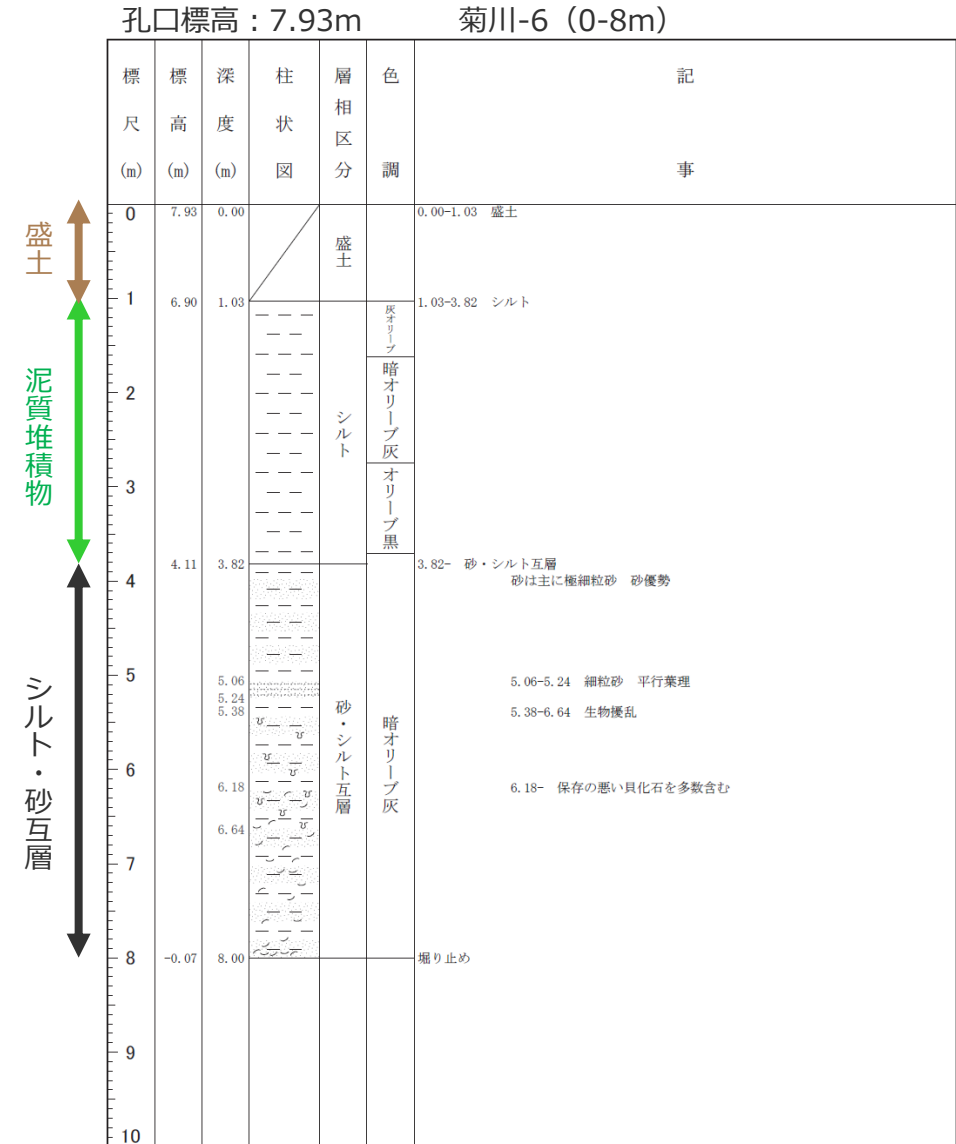 孔口標高：7.93m 菊川-6（0-8m）
標尺(m) 標高(m) 深度(m) 柱状図 層相区分 色調 記事
0 7.93 0.00 0.00-1.03 盛土
盛土
盛土
1 6.90 1.03 1.03-3.82 シルト
灰オリーブ
泥質堆積物
2
シルト
暗オリーブ灰
3
オリーブ黒
4.11 3.82 3.82- 砂・シルト互層
4 砂は主に極細粒砂 砂優勢
シルト・砂互層
5
5.06 5.06-5.24 細粒砂 平行葉理
5.24
5.38 5.38-6.64 生物擾乱
砂・シルト互層
暗オリーブ灰
6
6.18 6.18- 保存の悪い貝化石を多数含む
6.64
7
8 -0.07 8.00 堀り止め
9
10